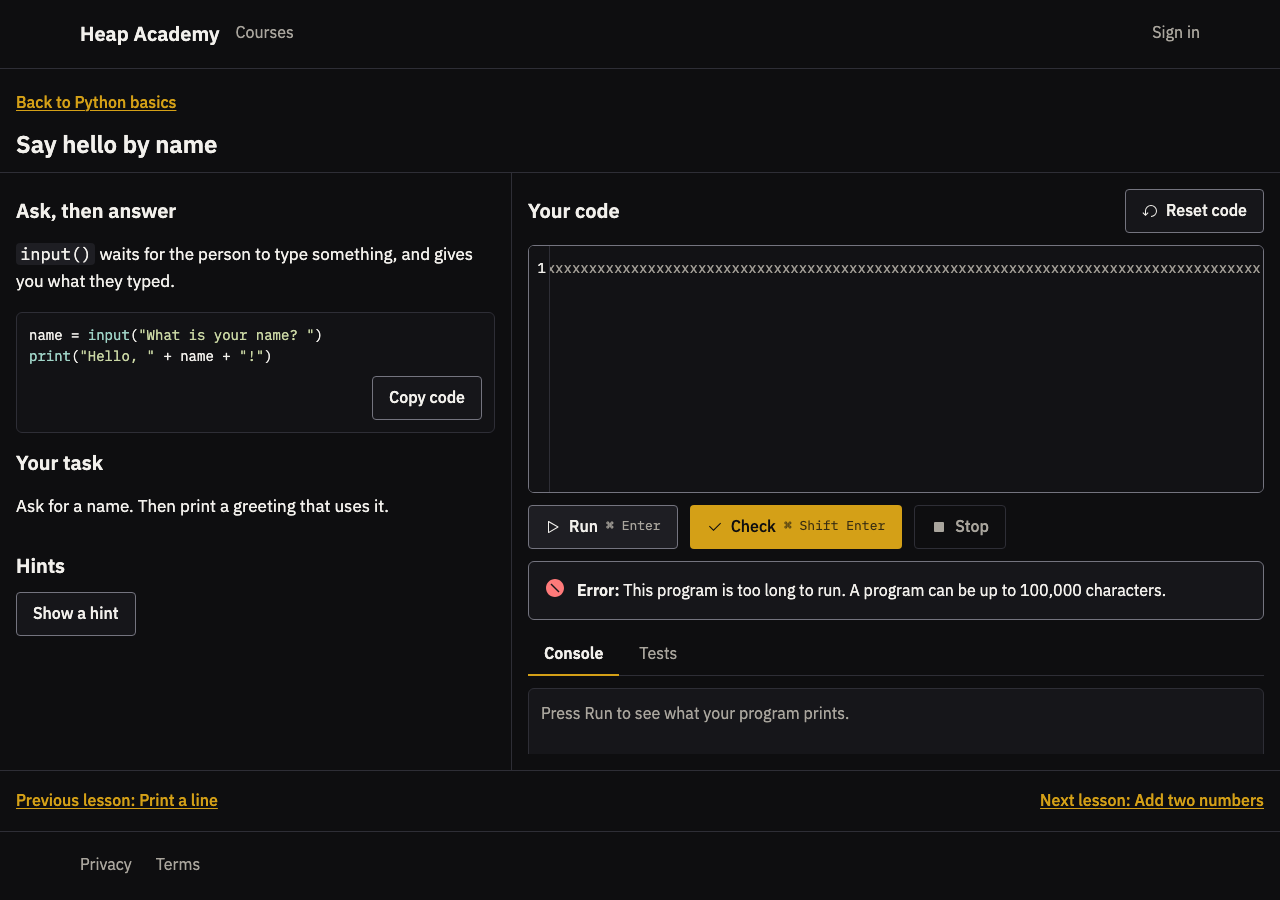 Heap Academy Courses Sign in
Back to Python basics
Say hello by name
Ask, then answer
input() waits for the person to type something, and gives
you what they typed.
name = input("What is your name? ")
print("Hello, " + name + "!")
Copy code
Your task
Ask for a name. Then print a greeting that uses it.
Hints
Show a hint
Your code
Reset code
1
Run ⌘ Enter
Check ⌘ Shift Enter
Stop
Error: This program is too long to run. A program can be up to 100,000 characters.
Console Tests
Press Run to see what your program prints.
Previous lesson: Print a line
Next lesson: Add two numbers
Privacy Terms